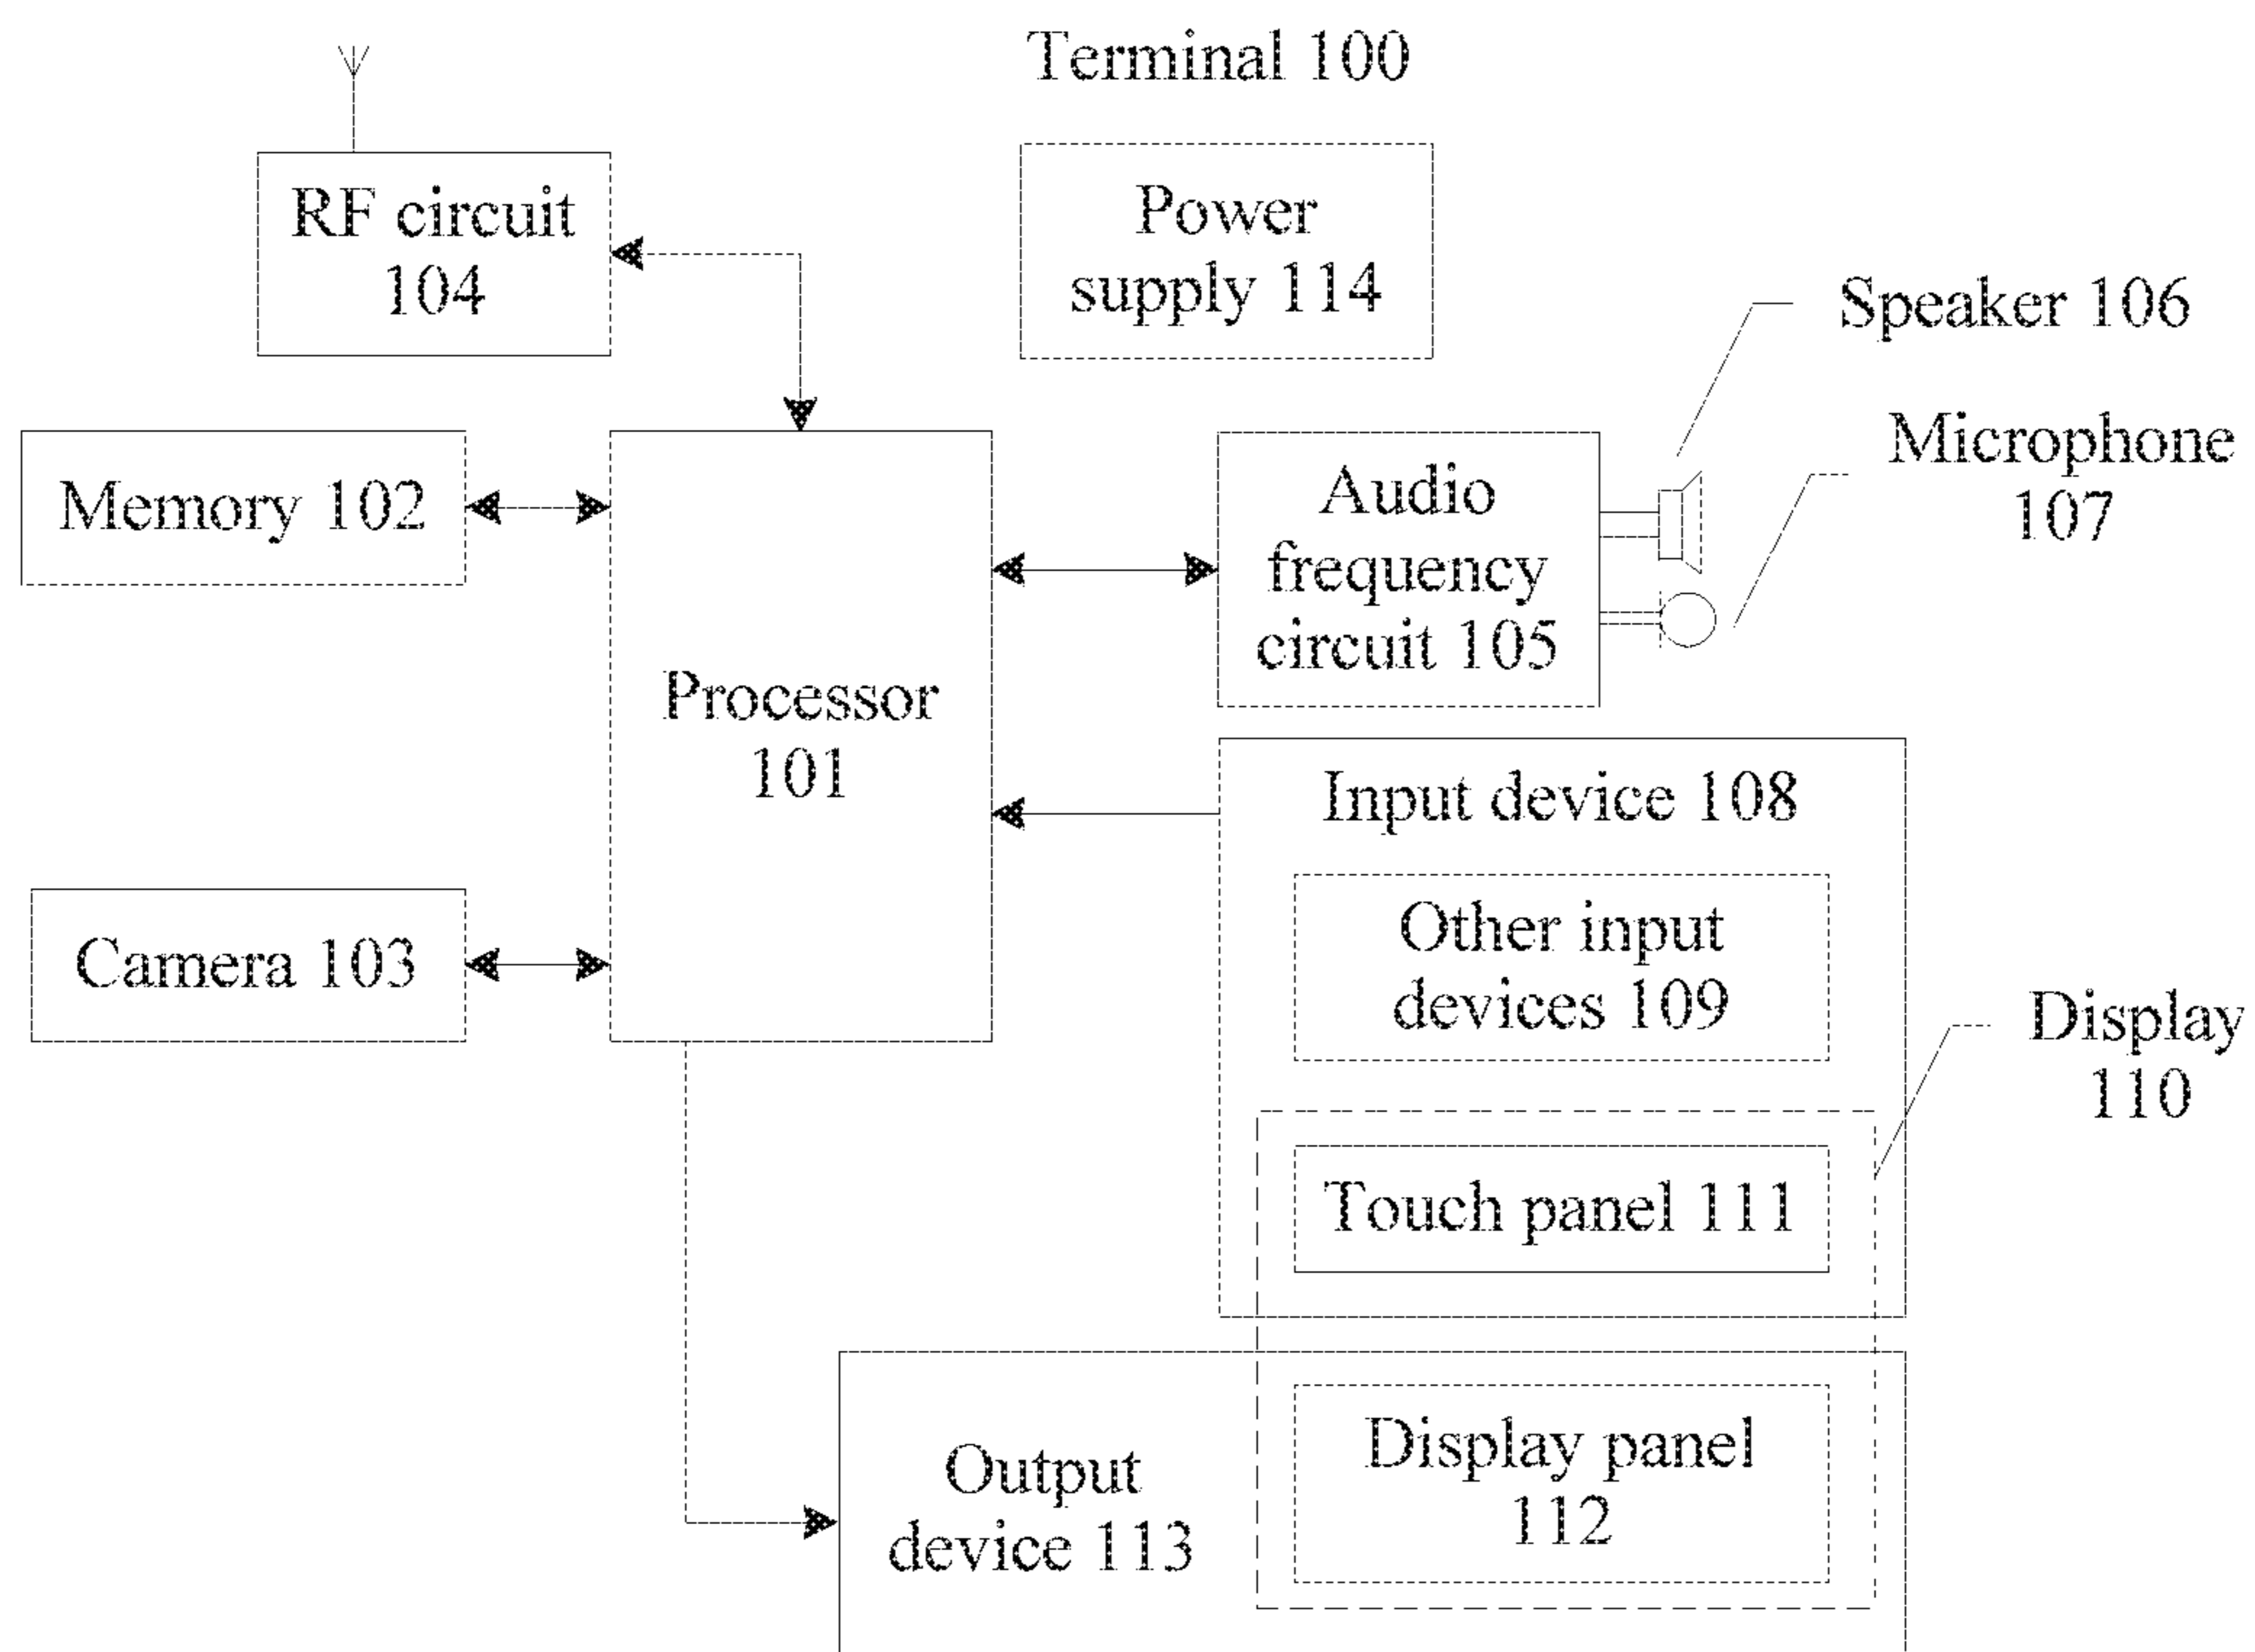 Terminal 100
RF circuit
104
Power
supply 114
Speaker 106
Microphone
107
Memory 102
Audio
frequency
circuit 105
Processor
101
Input device 108
Camera 103
Other input
devices 109
Display
110
Touch panel 111
Output
device 113
Display panel
112